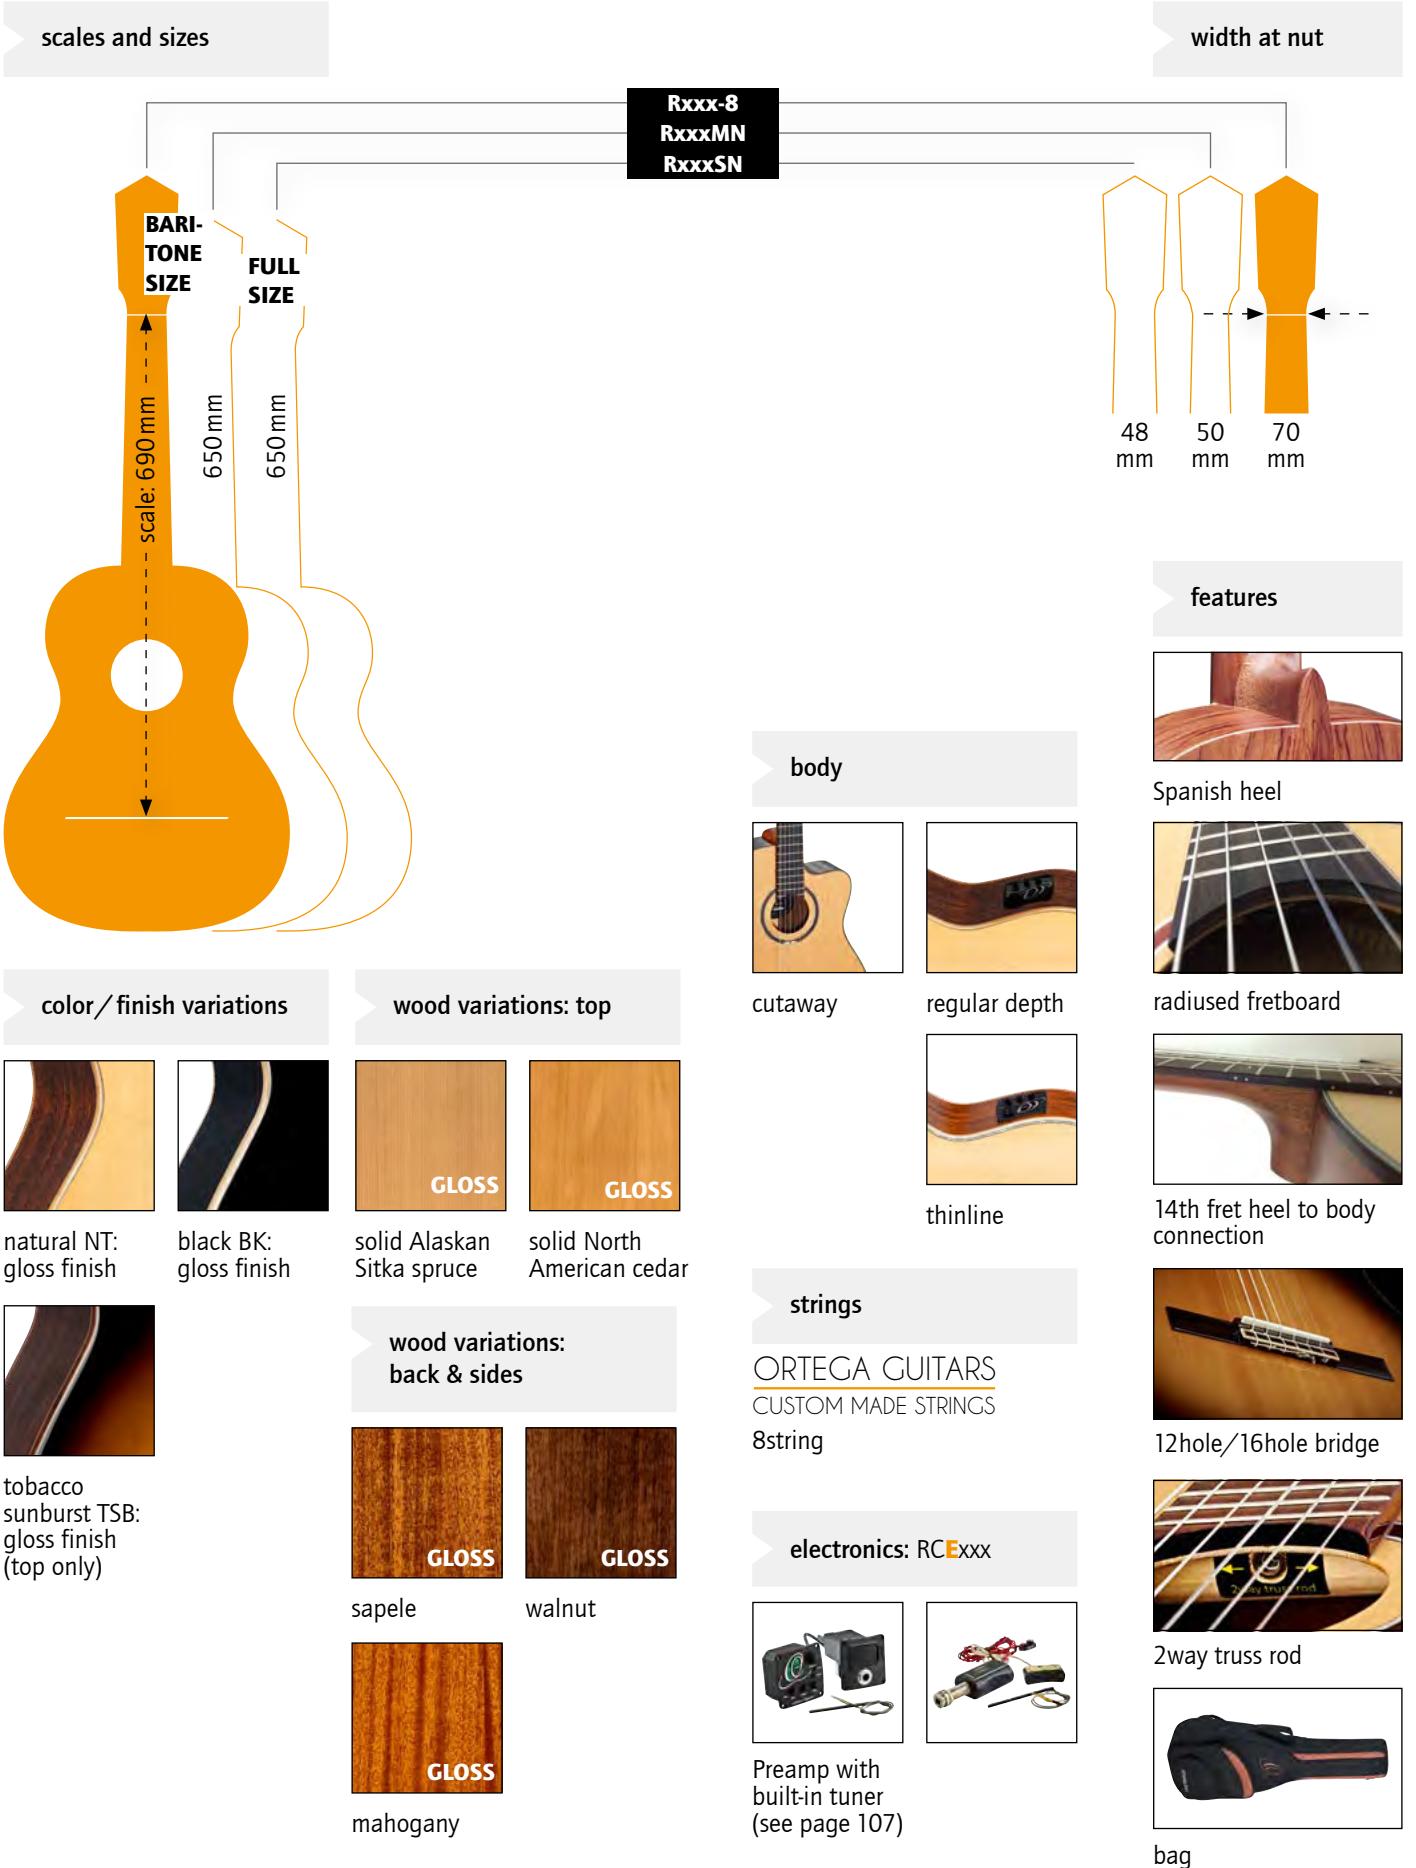 scales and sizes
width at nut
Rxxx-8
RxxxMN
RxxxSN
BARI-
TONE
SIZE
FULL
SIZE
scale: 690 mm
650 mm
650 mm
48
mm
50
mm
70
mm
features
Spanish heel
radiused fretboard
14th fret heel to body
connection
12hole/16hole bridge
2way truss rod
2way truss rod
bag
body
cutaway
regular depth
thinline
strings
ORTEGA GUITARS
CUSTOM MADE STRINGS
8string
electronics: RCExxx
Preamp with
built-in tuner
(see page 107)
color/finish variations
natural NT:
gloss finish
black BK:
gloss finish
tobacco
sunburst TSB:
gloss finish
(top only)
wood variations: top
GLOSS
GLOSS
solid Alaskan
Sitka spruce
solid North
American cedar
wood variations:
back & sides
GLOSS
GLOSS
sapele
walnut
GLOSS
mahogany